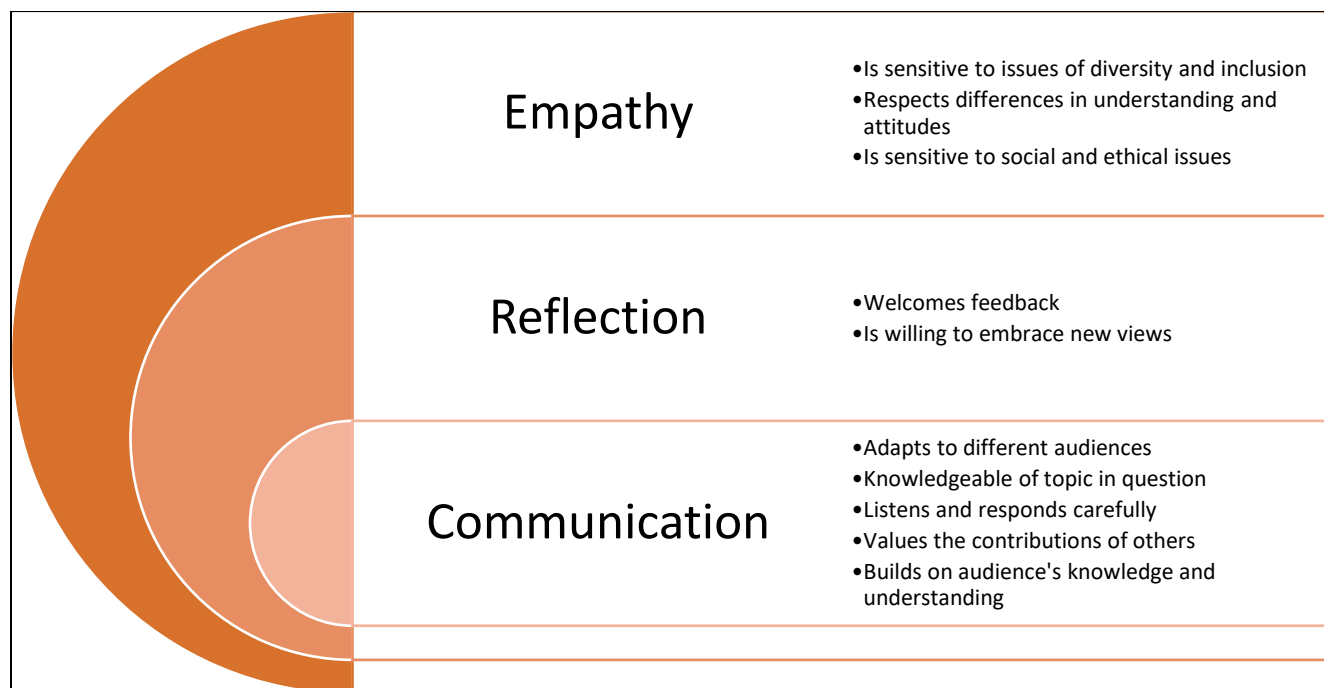 Empathy
•Is sensitive to issues of diversity and inclusion
•Respects differences in understanding and
attitudes
•Is sensitive to social and ethical issues
Reflection
•Welcomes feedback
•Is willing to embrace new views
Communication
•Adapts to different audiences
•Knowledgeable of topic in question
•Listens and responds carefully
•Values the contributions of others
•Builds on audience's knowledge and
understanding